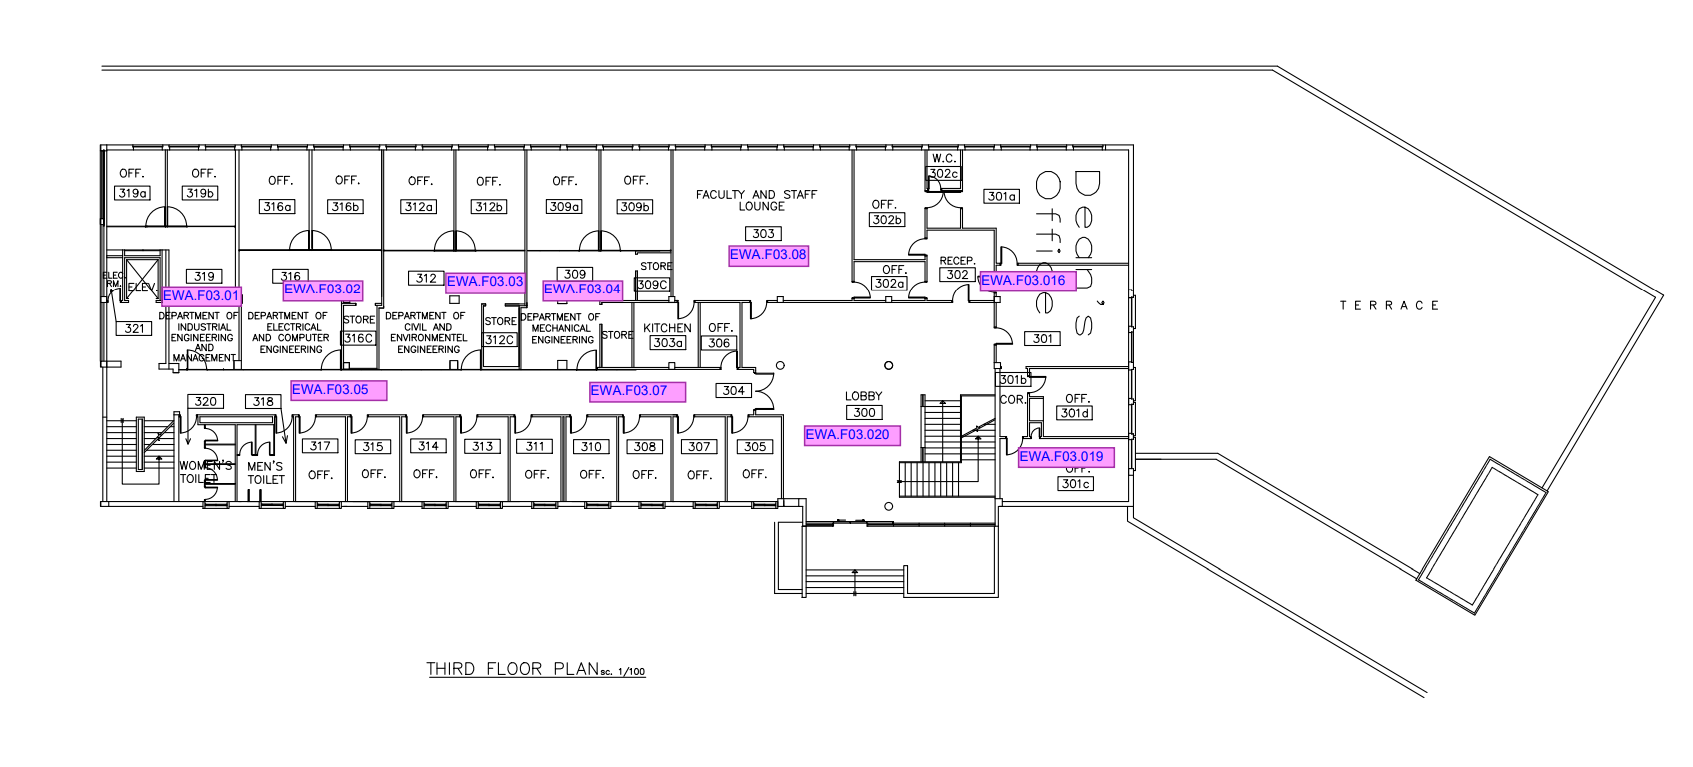 OFF.
319a
OFF.
319b
OFF.
316a
OFF.
316b
OFF.
312a
OFF.
312b
OFF.
309a
OFF.
309b
FACULTY AND STAFF
LOUNGE
303
EWA.F03.08
OFF.
302b
W.C.
302c
301a
Dean's
Office
RECEP.
302
OFF.
302a
EWA.F03.016
301
TERRACE
ELEC.
RM.
ELEV.
321
319
EWA.F03.01
DEPARTMENT OF
INDUSTRIAL
ENGINEERING
AND
MANAGEMENT
316
EWA.F03.02
DEPARTMENT OF
ELECTRICAL
AND COMPUTER
ENGINEERING
STORE
316C
312
EWA.F03.03
DEPARTMENT OF
CIVIL AND
ENVIRONMENTEL
ENGINEERING
STORE
312C
309
EWA.F03.04
DEPARTMENT OF
MECHANICAL
ENGINEERING
STORE
309C
STORE
KITCHEN
303a
OFF.
306
EWA.F03.05
EWA.F03.07
304
LOBBY
300
EWA.F03.020
301b
COR.
OFF.
301d
EWA.F03.019
OFF.
301c
320
318
WOMEN'S
TOILET
MEN'S
TOILET
317
OFF.
315
OFF.
314
OFF.
313
OFF.
311
OFF.
310
OFF.
308
OFF.
307
OFF.
305
OFF.
THIRD FLOOR PLAN sc. 1/100